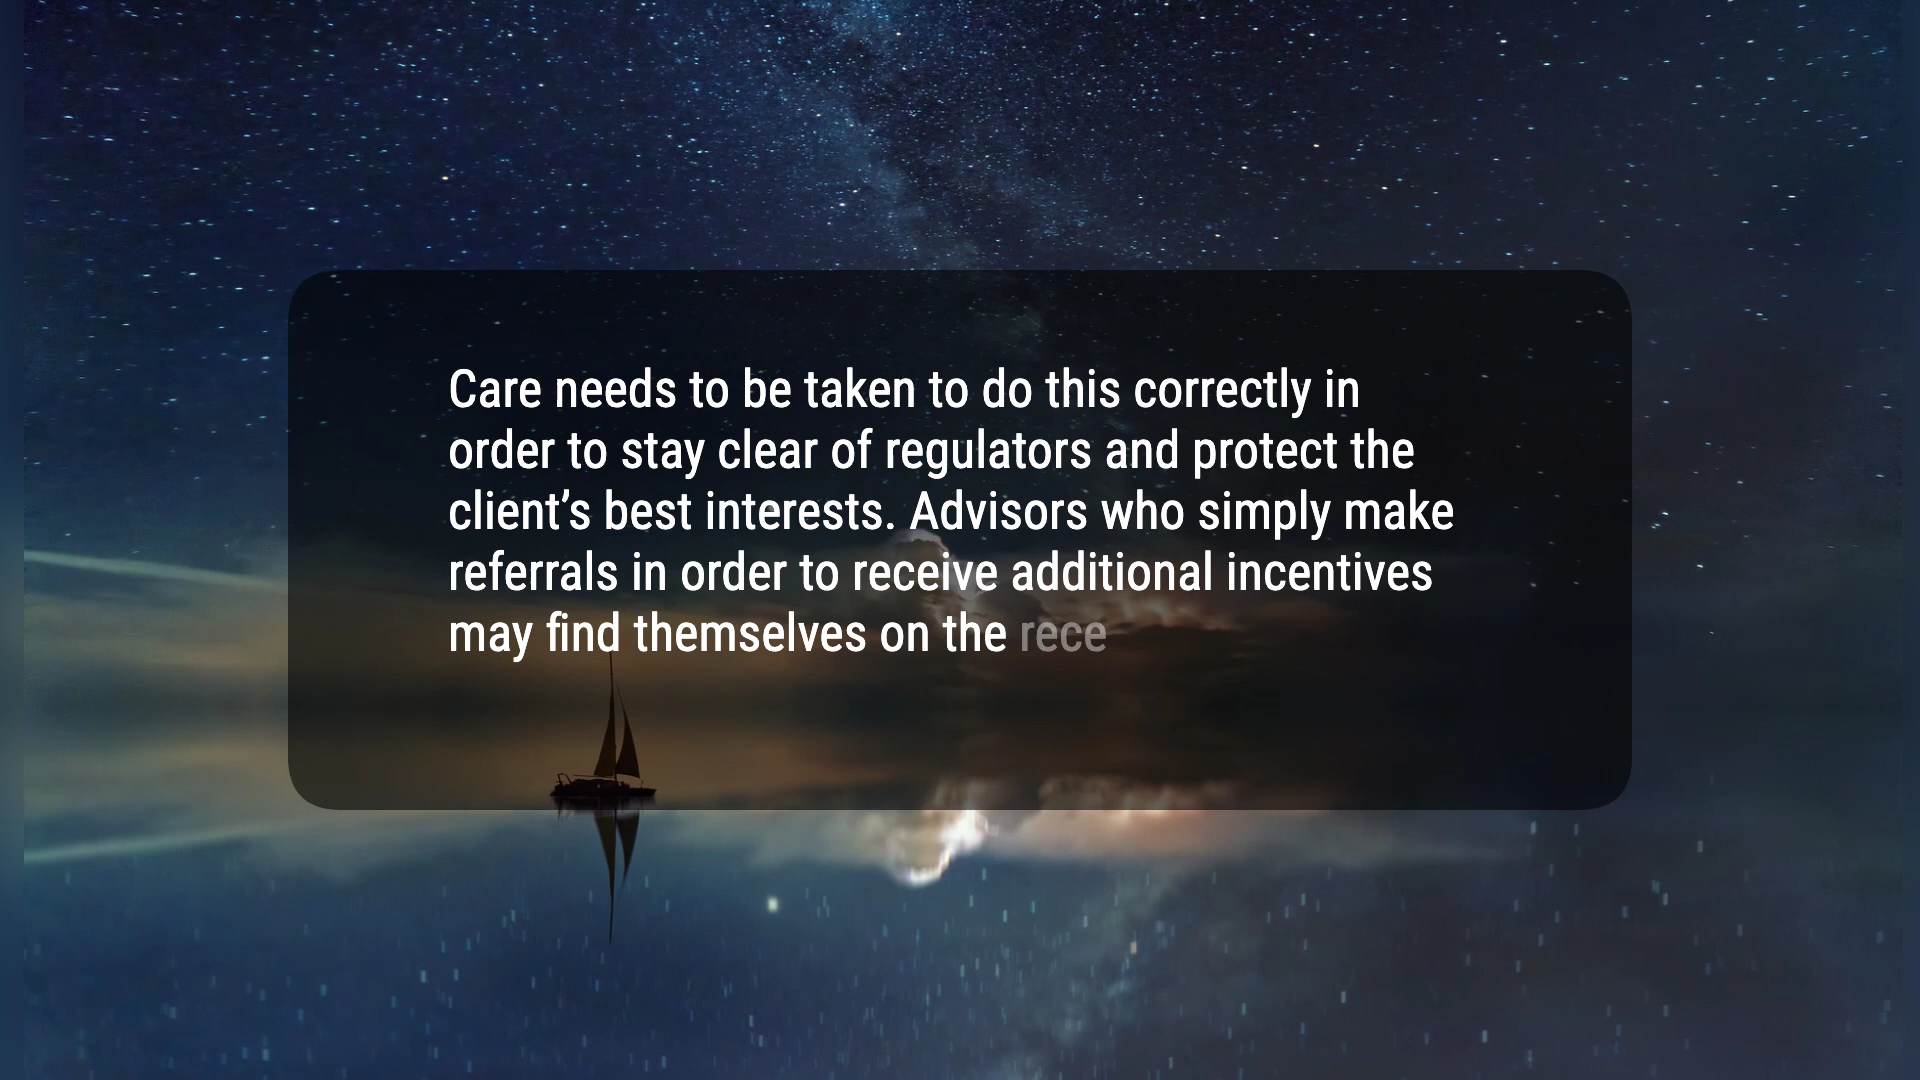 Care needs to be taken to do this correctly in
order to stay clear of regulators and protect the
client’s best interests. Advisors who simply make
referrals in order to receive additional incentives
may find themselves on the rece